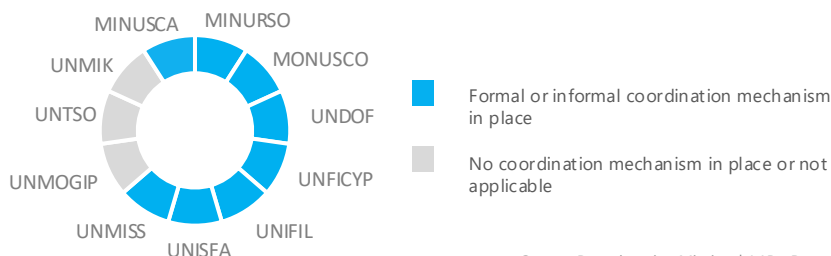 MINUSCA
MINURSO
UNMIK
MONUSCO
UNTSO
UNDOF
UNMOGIP
UNFICYP
UNMISS
UNIFIL
UNISFA
Formal or informal coordination mechanism
in place
No coordination mechanism in place or not
applicable